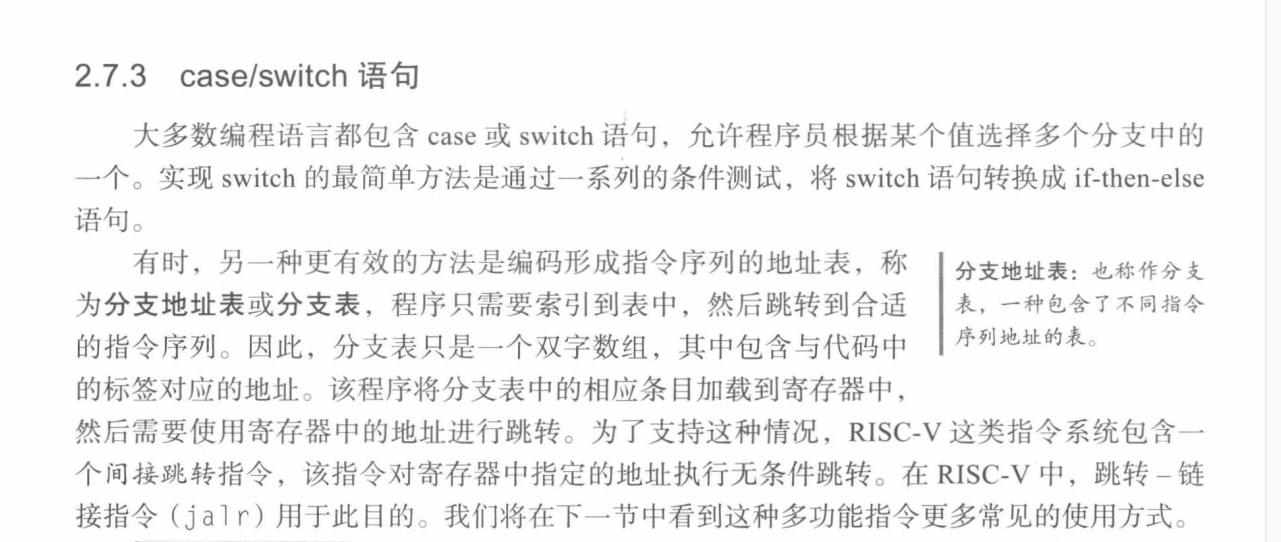 2.7.3 case/switch 语句
大多数编程语言都包含 case 或 switch 语句，允许程序员根据某个值选择多个分支中的
一个。实现 switch 的最简单方法是通过一系列的条件测试，将 switch 语句转换成 if-then-else
语句。
有时，另一种更有效的方法是编码形成指令序列的地址表，称
为分支地址表或分支表，程序只需要索引到表中，然后跳转到合适
的指令序列。因此，分支表只是一个双字数组，其中包含与代码中
的标签对应的地址。该程序将分支表中的相应条目加载到寄存器中，
然后需要使用寄存器中的地址进行跳转。为了支持这种情况，RISC-V 这类指令系统包含一
个间接跳转指令，该指令对寄存器中指定的地址执行无条件跳转。在 RISC-V 中，跳转 – 链
接指令（jalr）用于此目的。我们将在下一节中看到这种多功能指令更多常见的使用方式。
分支地址表：也称作分支
表，一种包含了不同指令
序列地址的表。